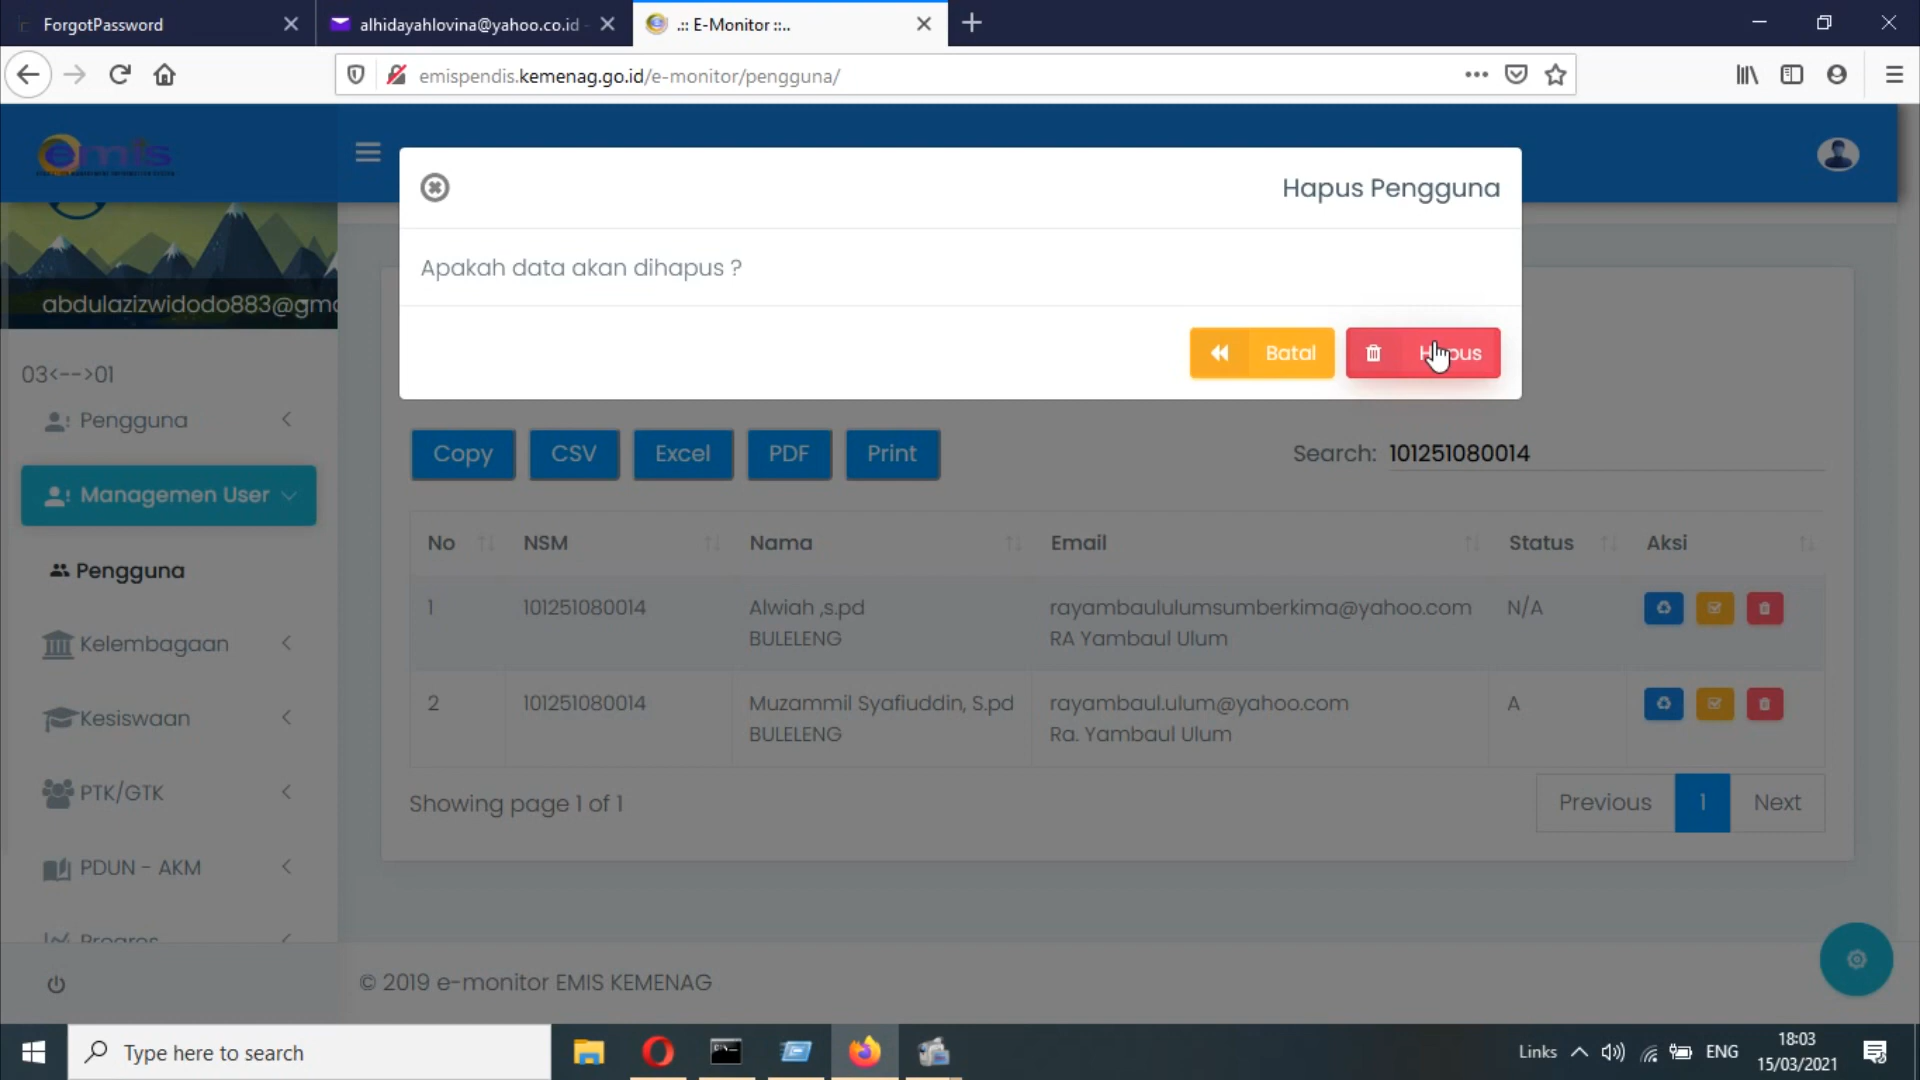 ForgotPassword
alhidayahlovina@yahoo.co.id -
.:: E-Monitor ::..
emispendis.kemenag.go.id/e-monitor/pengguna/
emis
Hapus Pengguna
Apakah data akan dihapus ?
Batal
abdulazizwidodo883@gm
03<-->01
Pengguna
Managemen User
Pengguna
Kelembagaan
Kesiswaan
PTK/GTK
PDUN - AKM
Progres
Copy
CSV
Excel
PDF
Print
Search: 101251080014
No NSM Nama Email Status Aksi
1 101251080014 Alwiah ,s.pd rayambaululumsumberkima@yahoo.com N/A
BULELENG RA Yambaul Ulum
2 101251080014 Muzammil Syafiuddin, S.pd rayambaul.ulum@yahoo.com A
BULELENG Ra. Yambaul Ulum
Showing page 1 of 1
Previous 1 Next
© 2019 e-monitor EMIS KEMENAG
Type here to search
Links
ENG
18:03
15/03/2021